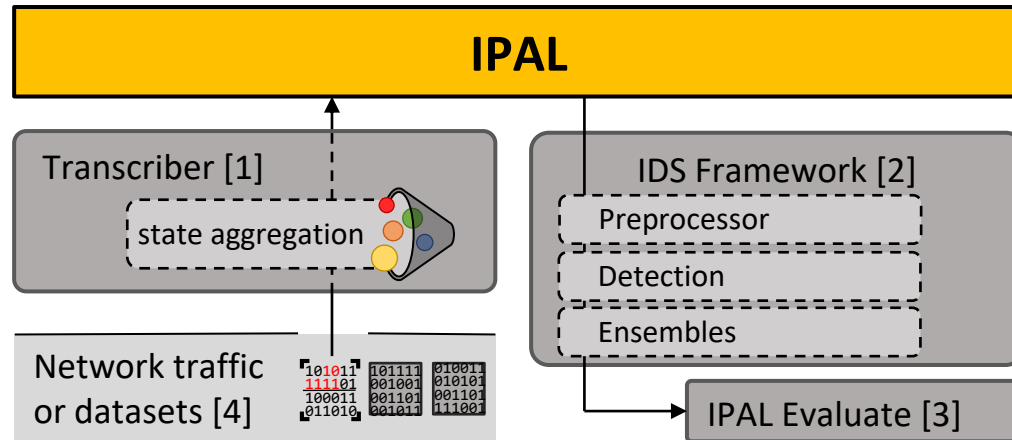 IPAL
Transcriber [1]
state aggregation
Network traffic
or datasets [4]
101011
111101
100011
011010
101111
001001
001101
001011
010011
010101
001101
111001
IDS Framework [2]
Preprocessor
Detection
Ensembles
IPAL Evaluate [3]